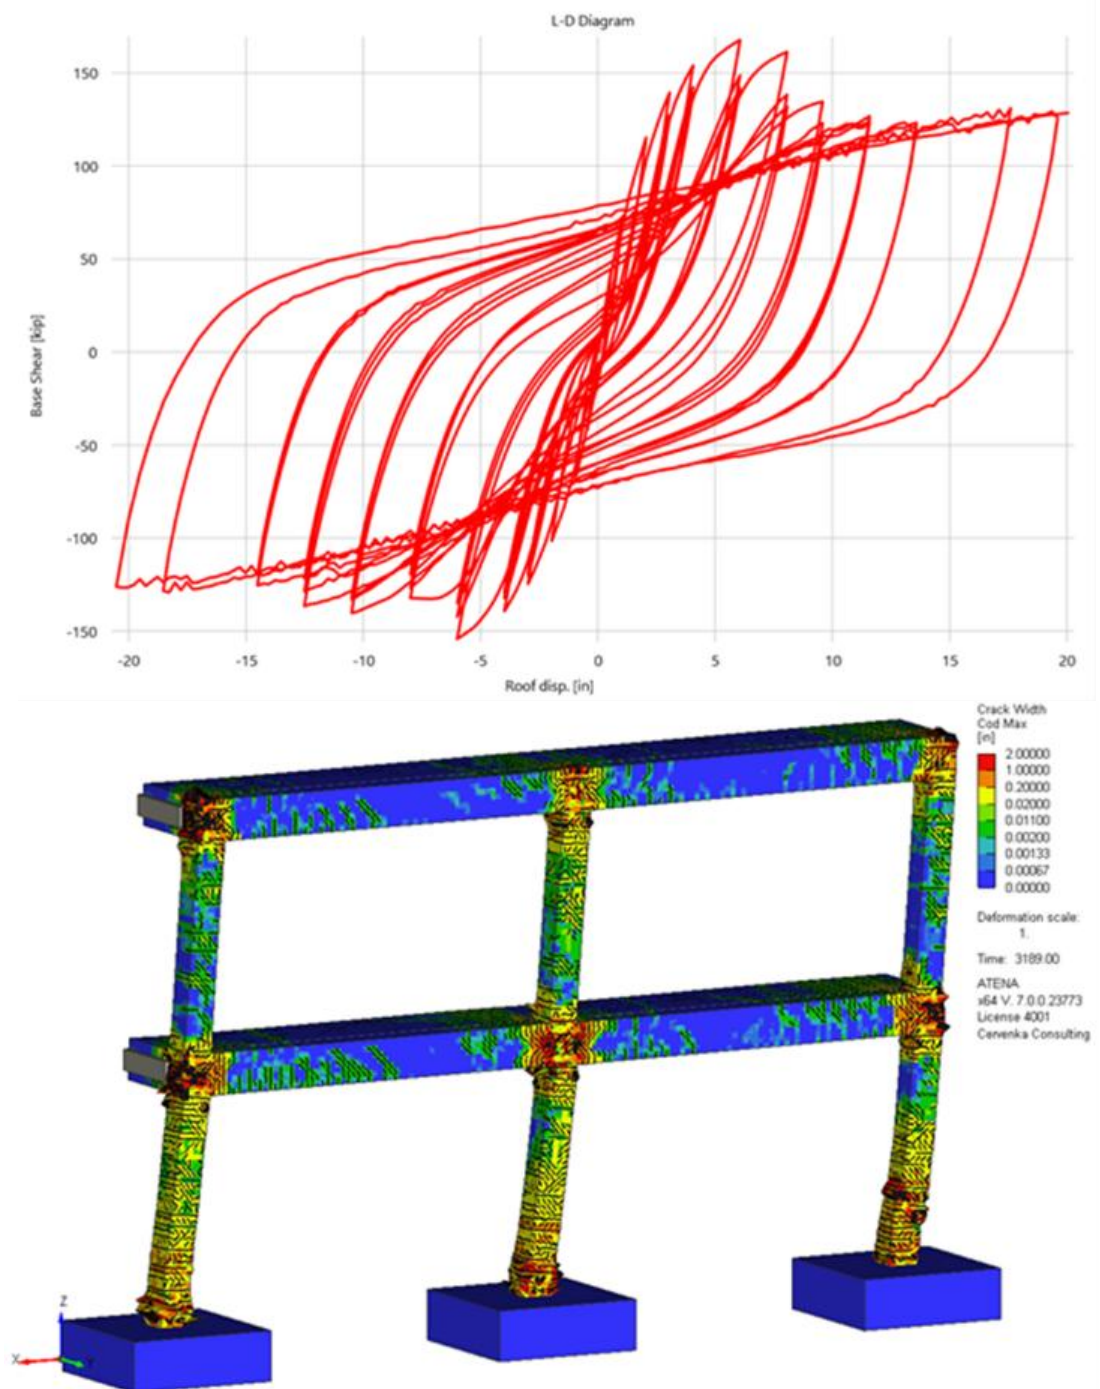 L-D Diagram
150
100
50
0
-50
-100
-150
Base Shear [kip]
-20 -15 -10 -5 0 5 10 15 20
Roof disp. [in]
Crack Width
Cod Max
[in]
2.00000
1.00000
0.20000
0.02000
0.01100
0.00200
0.00133
0.00067
0.00000
Deformation scale:
1.
Time: 3189.00
ATENA
x64 V. 7.0.0.23773
License 4001
Cervenka Consulting
Z
X
Y